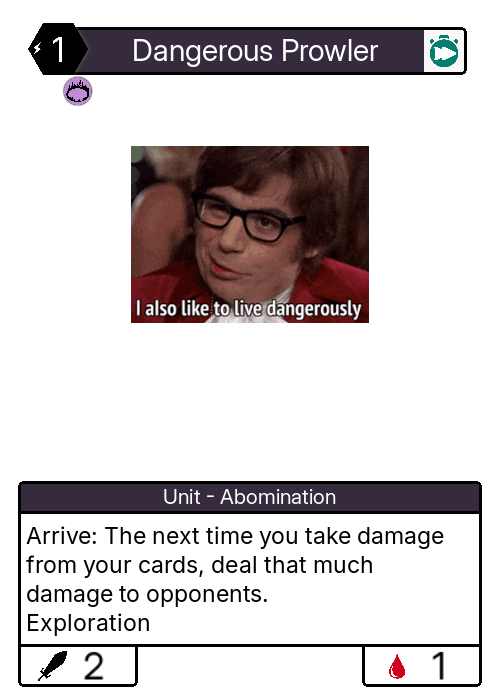 1
Dangerous Prowler
I also like to live dangerously
Unit - Abomination
Arrive: The next time you take damage
from your cards, deal that much
damage to opponents.
Exploration
2
1